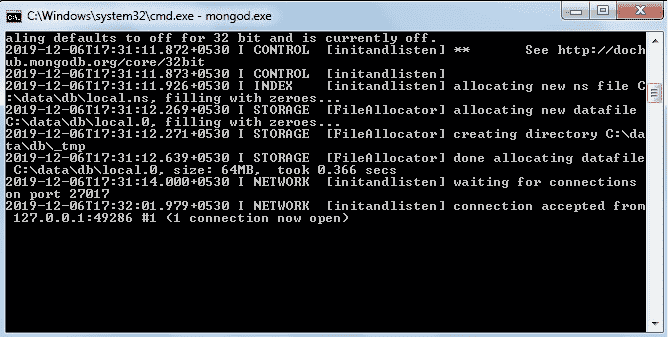 C:\Windows\system32\cmd.exe - mongod.exe
aling defaults to off for 32 bit and is currently off.
2019-12-06T17:31:11.872+0530 I CONTROL  [initandlisten] **       See http://doch
ub.mongodb.org/core/32bit
2019-12-06T17:31:11.873+0530 I CONTROL  [initandlisten]
2019-12-06T17:31:11.926+0530 I INDEX    [initandlisten] allocating new ns file C
:\data\db\local.ns, filling with zeroes...
2019-12-06T17:31:12.269+0530 I STORAGE  [FileAllocator] allocating new datafile
C:\data\db\local.0, filling with zeroes...
2019-12-06T17:31:12.271+0530 I STORAGE  [FileAllocator] creating directory C:\da
ta\db\_tmp
2019-12-06T17:31:12.639+0530 I STORAGE  [FileAllocator] done allocating datafile
 C:\data\db\local.0, size: 64MB,  took 0.366 secs
2019-12-06T17:31:14.000+0530 I NETWORK  [initandlisten] waiting for connections
on port 27017
2019-12-06T17:32:01.979+0530 I NETWORK  [initandlisten] connection accepted from
 127.0.0.1:49286 #1 (1 connection now open)